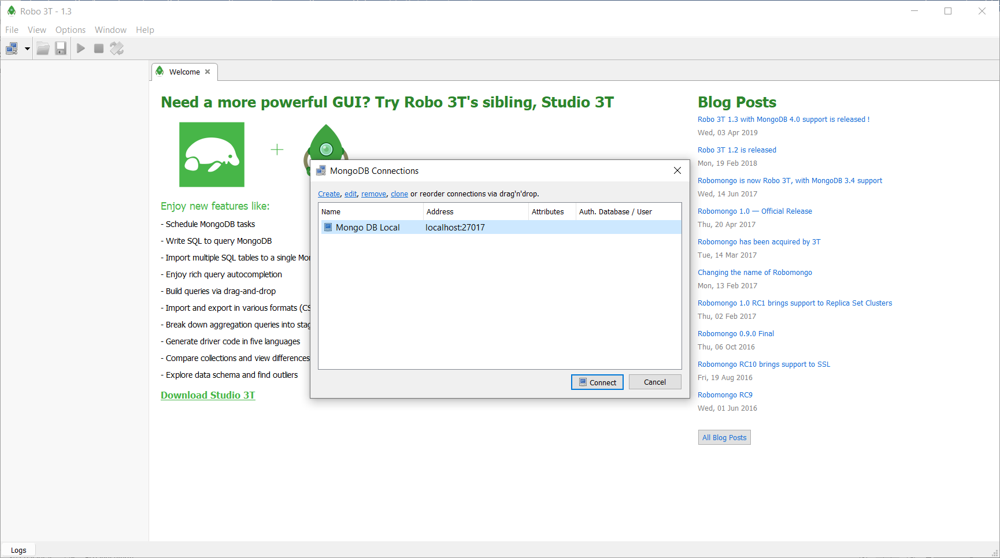 Robo 3T - 1.3
File View Options Window Help
Welcome
Need a more powerful GUI? Try Robo 3T's sibling, Studio 3T
Enjoy new features like:
- Schedule MongoDB tasks
- Write SQL to query MongoDB
- Import multiple SQL tables to a single Mon
- Enjoy rich query autocompletion
- Build queries via drag-and-drop
- Import and export in various formats (CS
- Break down aggregation queries into stag
- Generate driver code in five languages
- Compare collections and view differences
- Explore data schema and find outliers
Download Studio 3T
MongoDB Connections
Create, edit, remove, clone or reorder connections via drag'n'drop.
Name Address Attributes Auth. Database / User
Mongo DB Local localhost:27017
Connect Cancel
Blog Posts
Robo 3T 1.3 with MongoDB 4.0 support is released !
Wed, 03 Apr 2019
Robo 3T 1.2 is released
Mon, 19 Feb 2018
Robomongo is now Robo 3T, with MongoDB 3.4 support
Wed, 14 Jun 2017
Robomongo 1.0 — Official Release
Thu, 20 Apr 2017
Robomongo has been acquired by 3T
Tue, 14 Mar 2017
Changing the name of Robomongo
Mon, 13 Feb 2017
Robomongo 1.0 RC1 brings support to Replica Set Clusters
Thu, 02 Feb 2017
Robomongo 0.9.0 Final
Thu, 06 Oct 2016
Robomongo RC10 brings support to SSL
Fri, 19 Aug 2016
Robomongo RC9
Wed, 01 Jun 2016
All Blog Posts
Logs